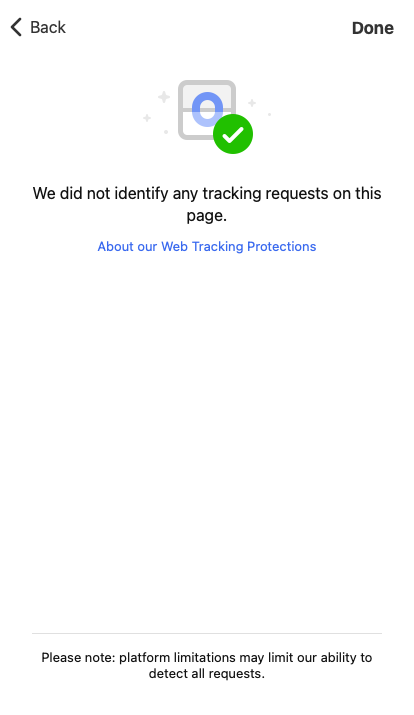 Back
Done
0
We did not identify any tracking requests on this
page.
About our Web Tracking Protections
Please note: platform limitations may limit our ability to
detect all requests.